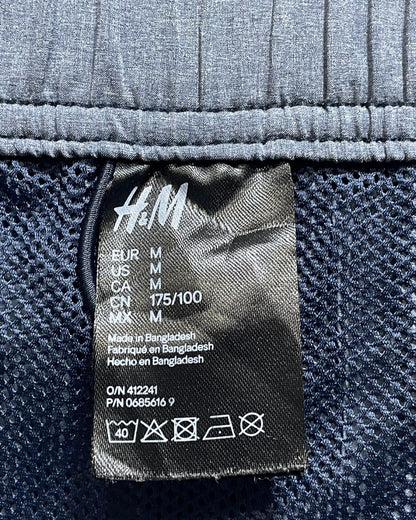 H&M
EUR M
US M
CA M
CN 175/100
MX M
Made in Bangladesh
Fabriqué en Bangladesh
Hecho en Bangladesh
O/N 412241
P/N 0685616 9
40